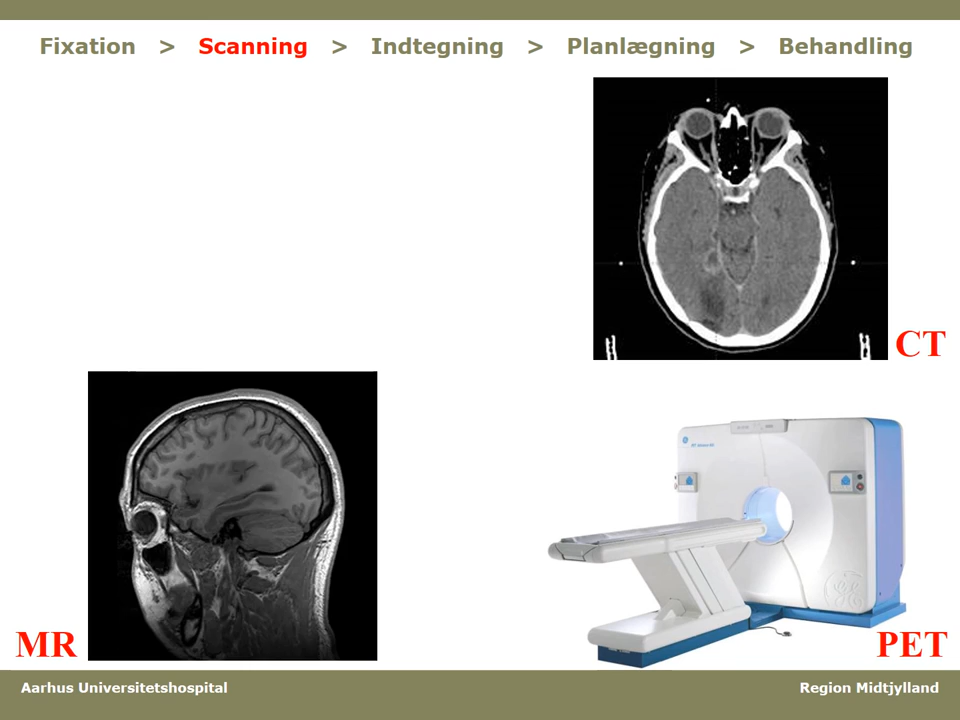 Fixation > Scanning > Indtegning > Planlægning > Behandling
CT
MR
PET
Aarhus Universitetshospital
Region Midtjylland